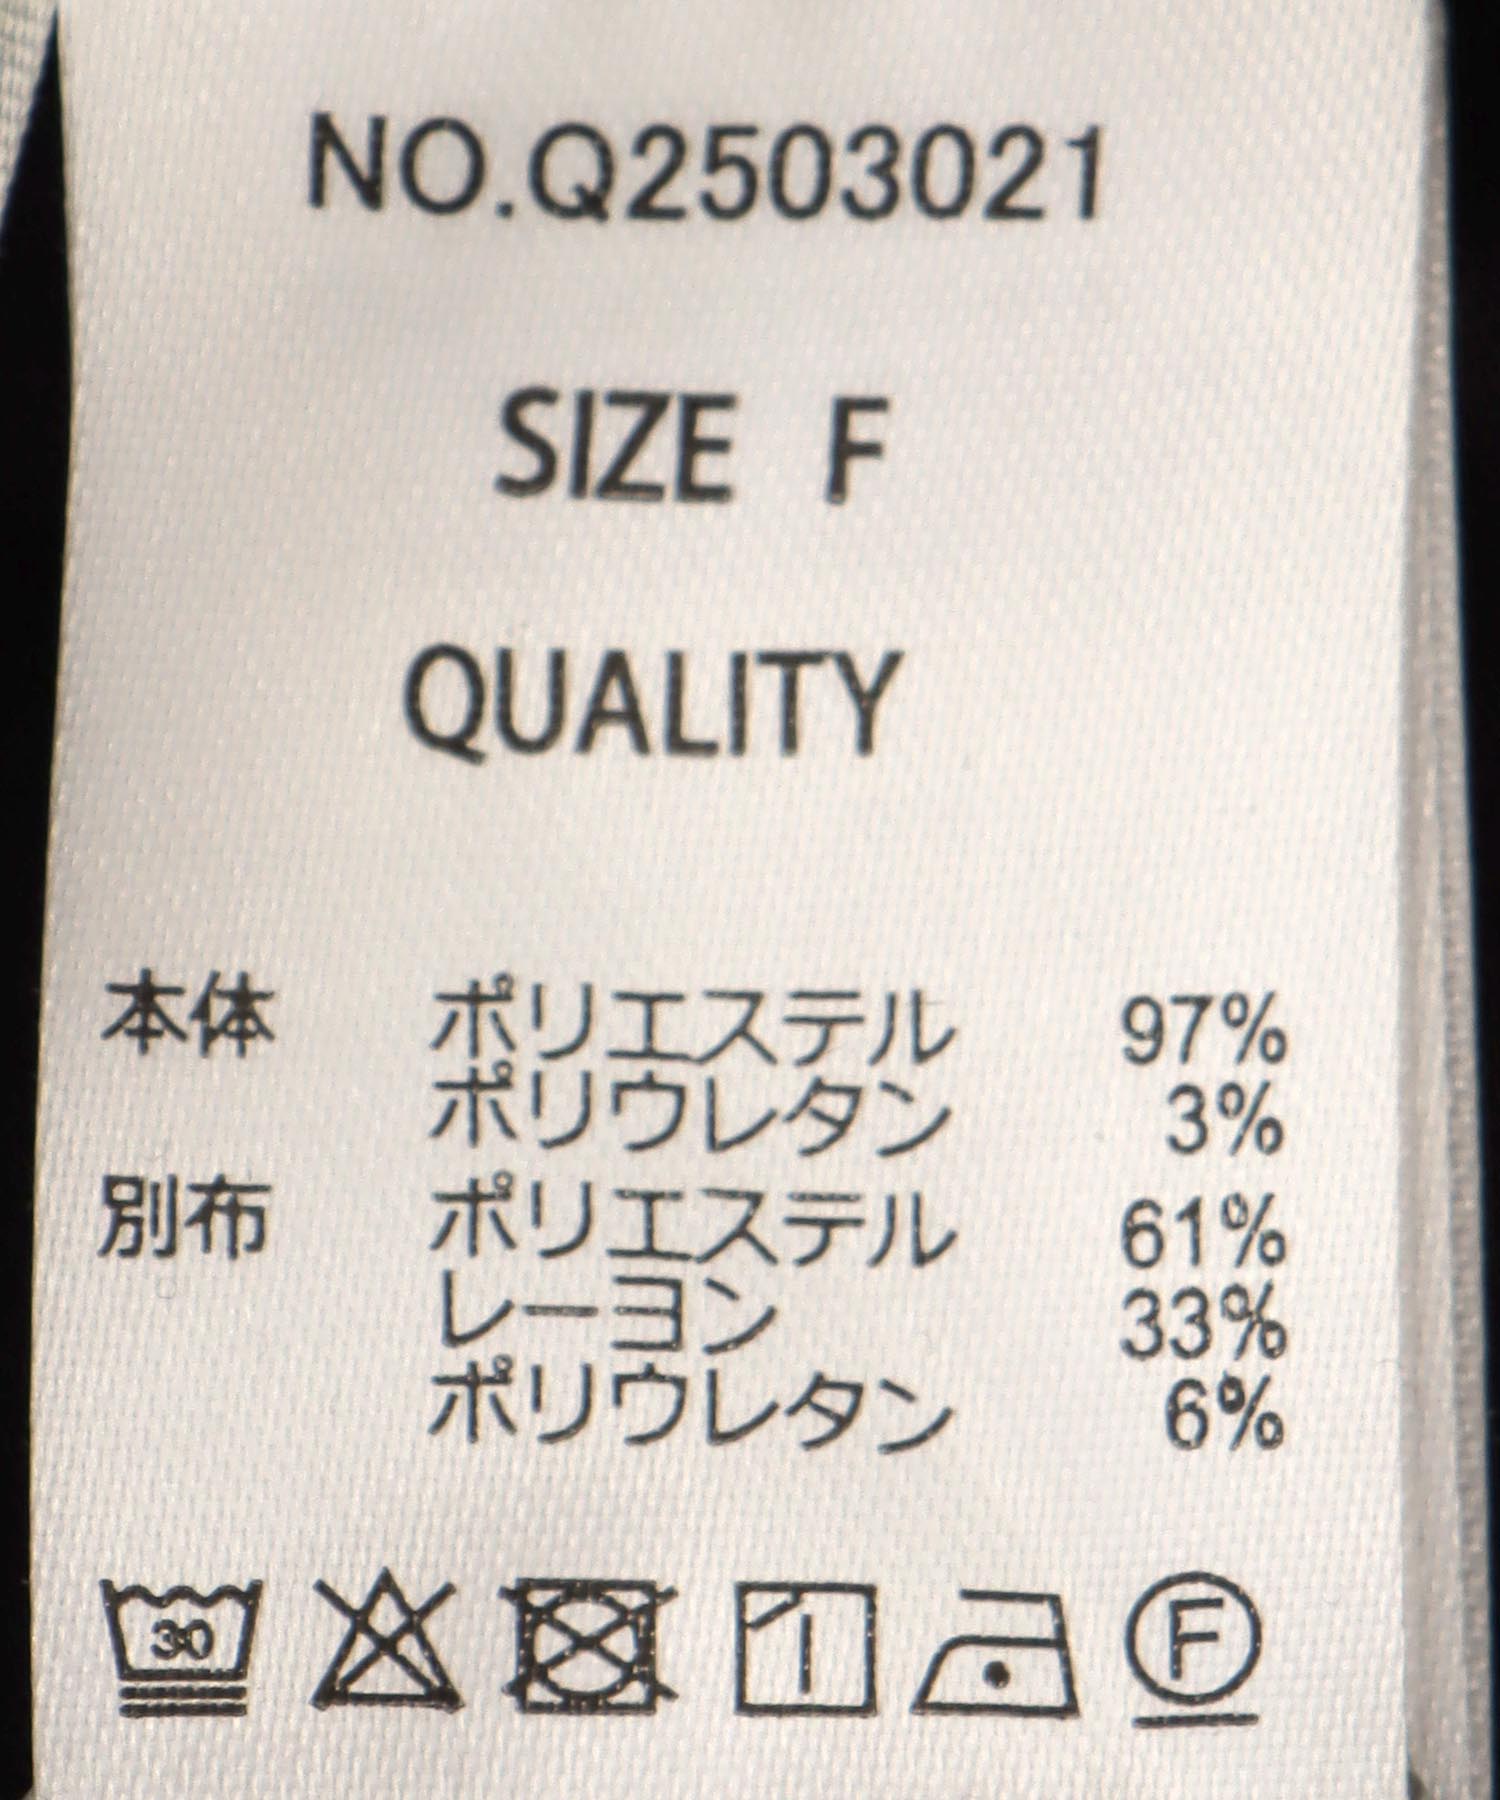 NO.Q2503021
SIZE F
QUALITY
本体 ポリエステル 97%
ポリウレタン 3%
別布 ポリエステル 61%
レーヨン 33%
ポリウレタン 6%
30 F